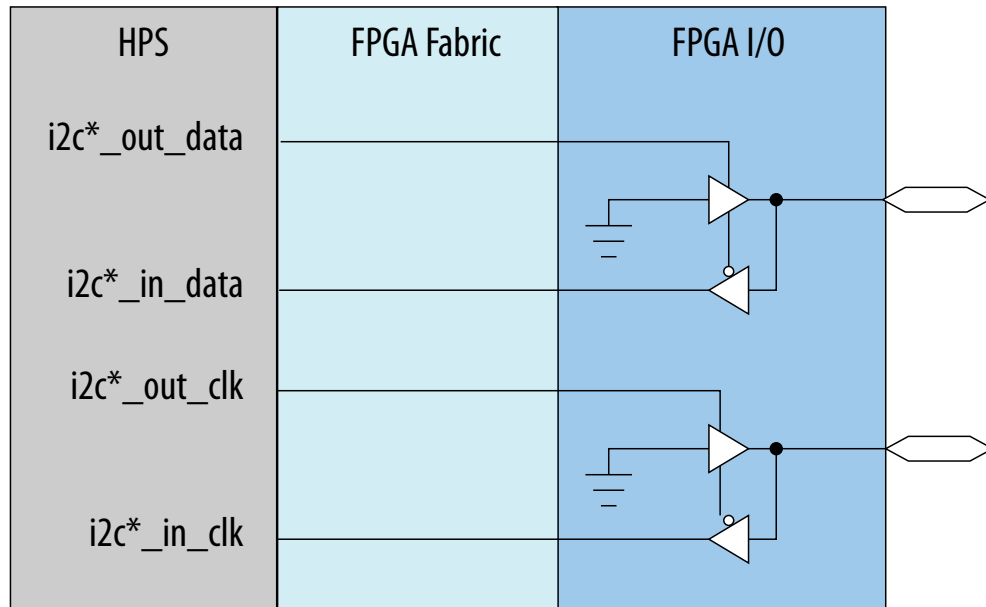 HPS FPGA Fabric FPGA I/O
i2c*_out_data
i2c*_in_data
i2c*_out_clk
i2c*_in_clk